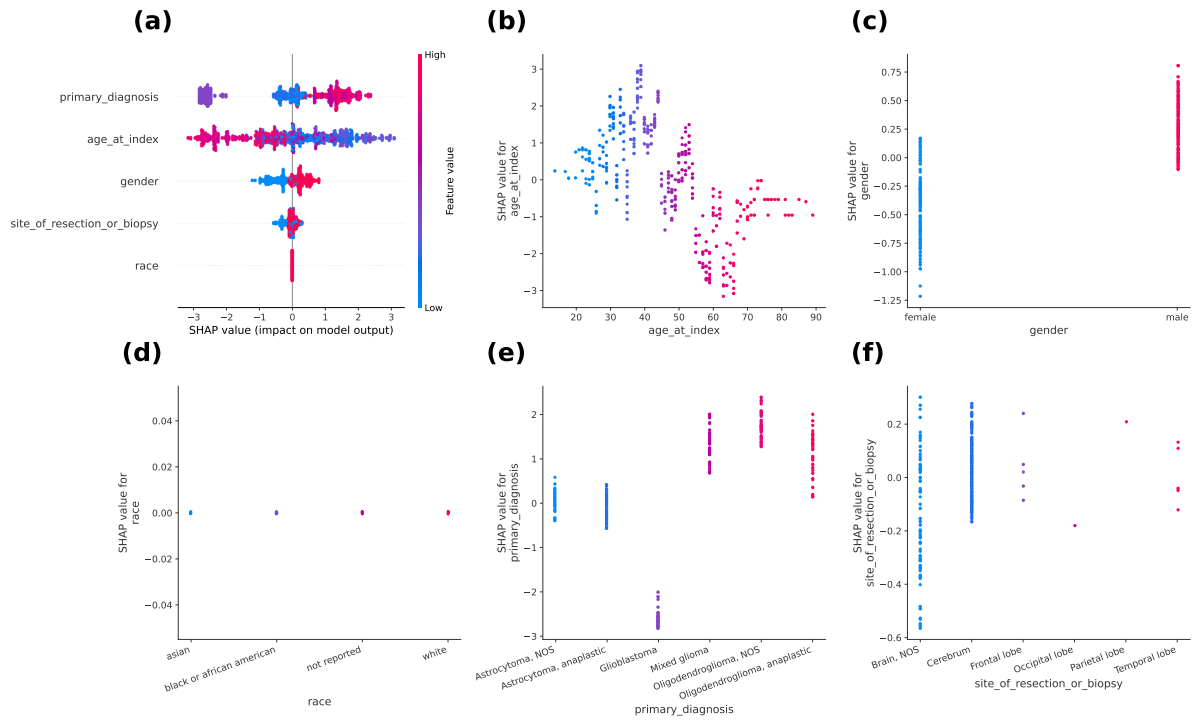 (a)
primary_diagnosis
age_at_index
gender
site_of_resection_or_biopsy
race
−3 −2 −1 0 1 2 3
SHAP value (impact on model output)
High
Feature value
Low
(b)
3
2
1
0
−1
−2
−3
SHAP value for
age_at_index
20 30 40 50 60 70 80 90
age_at_index
(c)
0.75
0.50
0.25
0.00
−0.25
−0.50
−0.75
−1.00
−1.25
SHAP value for
gender
female male
gender
(d)
0.04
0.02
0.00
−0.02
−0.04
SHAP value for
race
asian
black or african american
not reported
white
race
(e)
2
1
0
−1
−2
−3
SHAP value for
primary_diagnosis
Astrocytoma, NOS
Astrocytoma, anaplastic
Glioblastoma
Mixed glioma
Oligodendroglioma, NOS
Oligodendroglioma, anaplastic
primary_diagnosis
(f)
0.2
0.0
−0.2
−0.4
−0.6
SHAP value for
site_of_resection_or_biopsy
Brain, NOS
Cerebrum
Frontal lobe
Occipital lobe
Parietal lobe
Temporal lobe
site_of_resection_or_biopsy